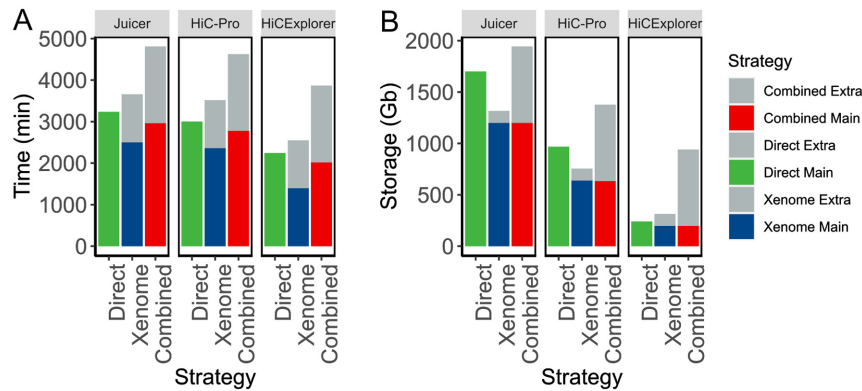 A
Juicer
HiC-Pro
HiCExplorer
Time (min)
5000
4000
3000
2000
1000
0
Direct
Xenome
Combined
Direct
Xenome
Combined
Direct
Xenome
Combined
Strategy
B
Juicer
HiC-Pro
HiCExplorer
Storage (Gb)
2000
1500
1000
500
0
Direct
Xenome
Combined
Direct
Xenome
Combined
Direct
Xenome
Combined
Strategy
Strategy
Combined Extra
Combined Main
Direct Extra
Direct Main
Xenome Extra
Xenome Main